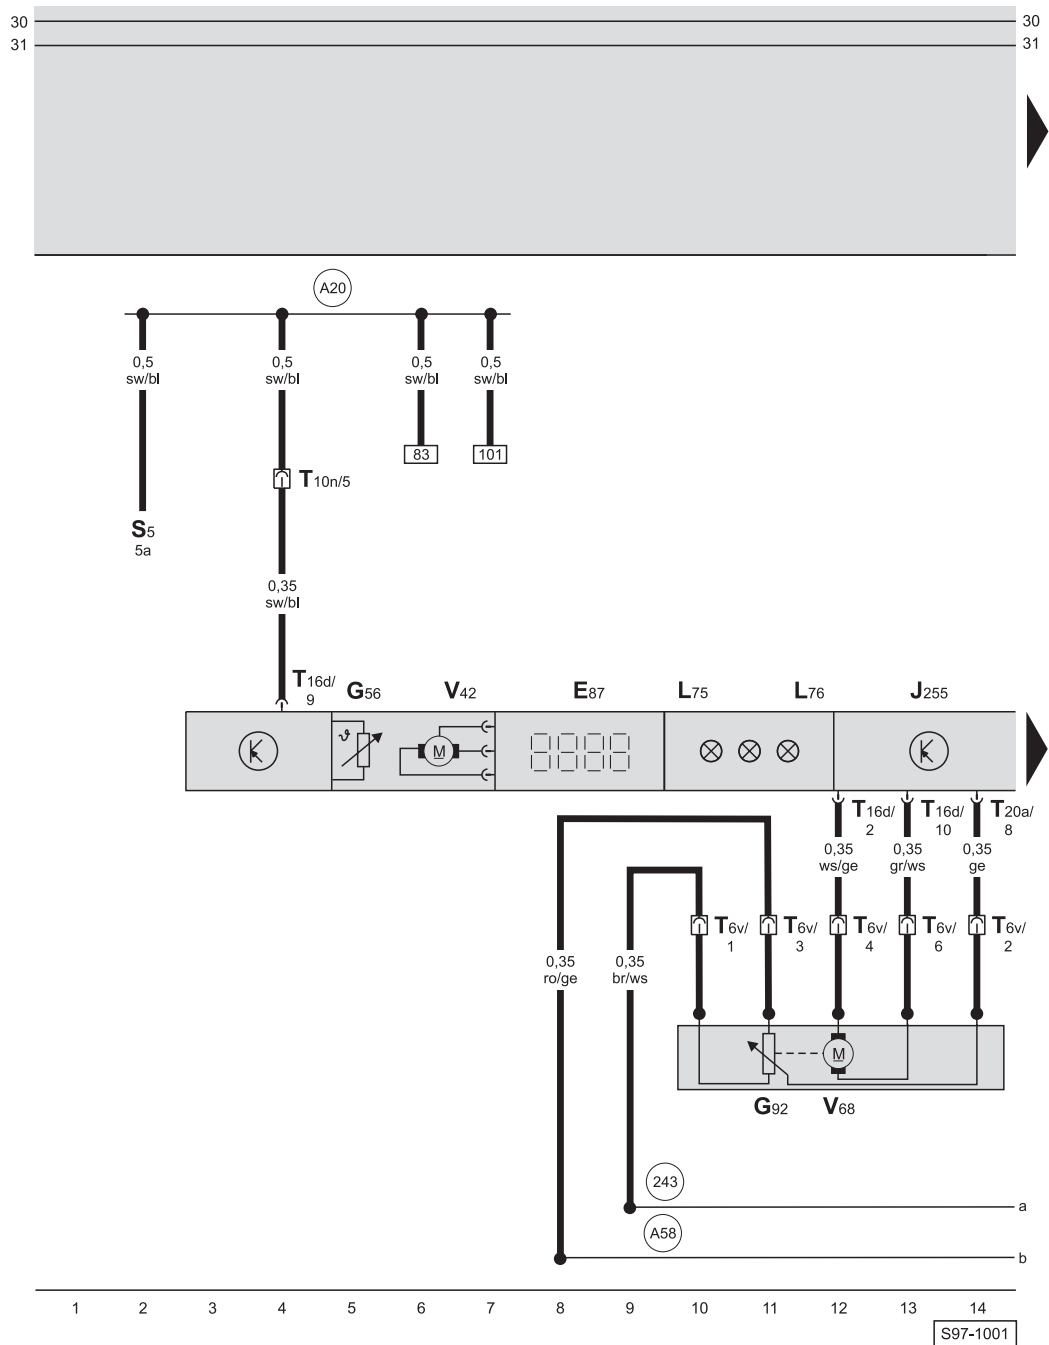 30 30
31 31
A20
0,5 0,5 0,5 0,5
sw/bl sw/bl sw/bl sw/bl
83 101
T10n/5
S5
5a
0,35
sw/bl
T16d/
9
G56 V42 E87 L75 L76 J255
ϑ
M
T16d/ T16d/ T20a/
2 10 8
0,35 0,35 0,35
ws/ge gr/ws ge
T6v/ T6v/ T6v/ T6v/ T6v/
1 3 4 6 2
0,35 0,35
ro/ge br/ws
M
G92 V68
243
a
A58
b
1 2 3 4 5 6 7 8 9 10 11 12 13 14
S97-1001